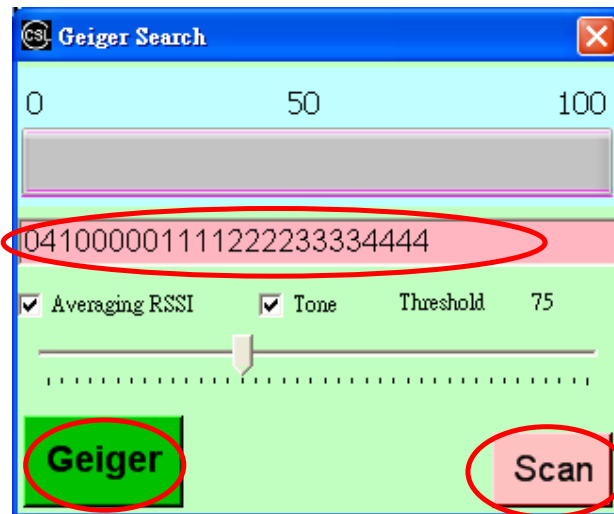 CSL Geiger Search
0 50 100
041000001111222233334444
Averaging RSSI Tone Threshold 75
Geiger Scan